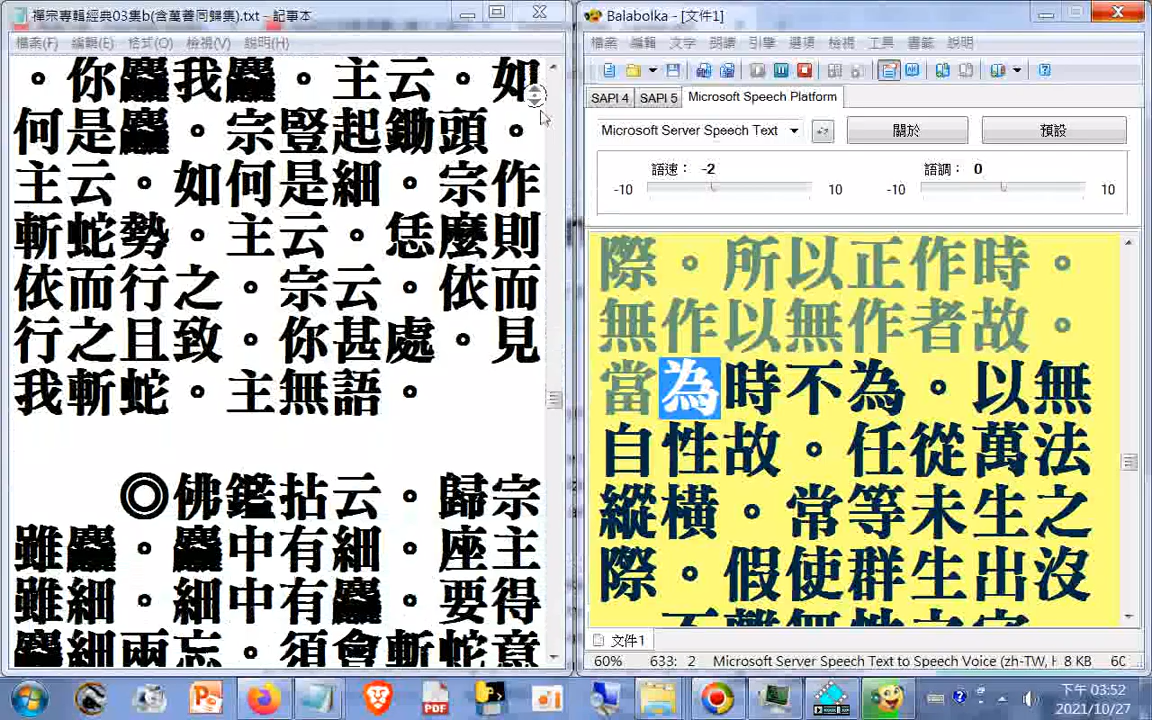 禪宗專輯經典03集b(含萬善同歸集).txt - 記事本
檔案(F) 編輯(E) 格式(O) 檢視(V) 說明(H)
。你麤我麤。主云。如
何是麤。宗豎起鋤頭。
主云。如何是細。宗作
斬蛇勢。主云。恁麼則
依而行之。宗云。依而
行之且致。你甚處。見
我斬蛇。主無語。
◎佛鑑拈云。歸宗
雖麤。麤中有細。座主
雖細。細中有麤。要得
麤細兩忘。須會斬蛇意
Balabolka - [文件1]
檔案 編輯 文字 朗讀 引擎 選項 檢視 工具 書籤 說明
SAPI 4 SAPI 5 Microsoft Speech Platform
Microsoft Server Speech Text 關於 預設
語速： -2 語調： 0
-10 10 -10 10
際。所以正作時。
無作以無作者故。
當為時不為。以無
自性故。任從萬法
縱橫。常等未生之
際。假使群生出沒
文件1
60% 633: 2 Microsoft Server Speech Text to Speech Voice (zh-TW, H 8 KB
PDF
下午 03:52
2021/10/27